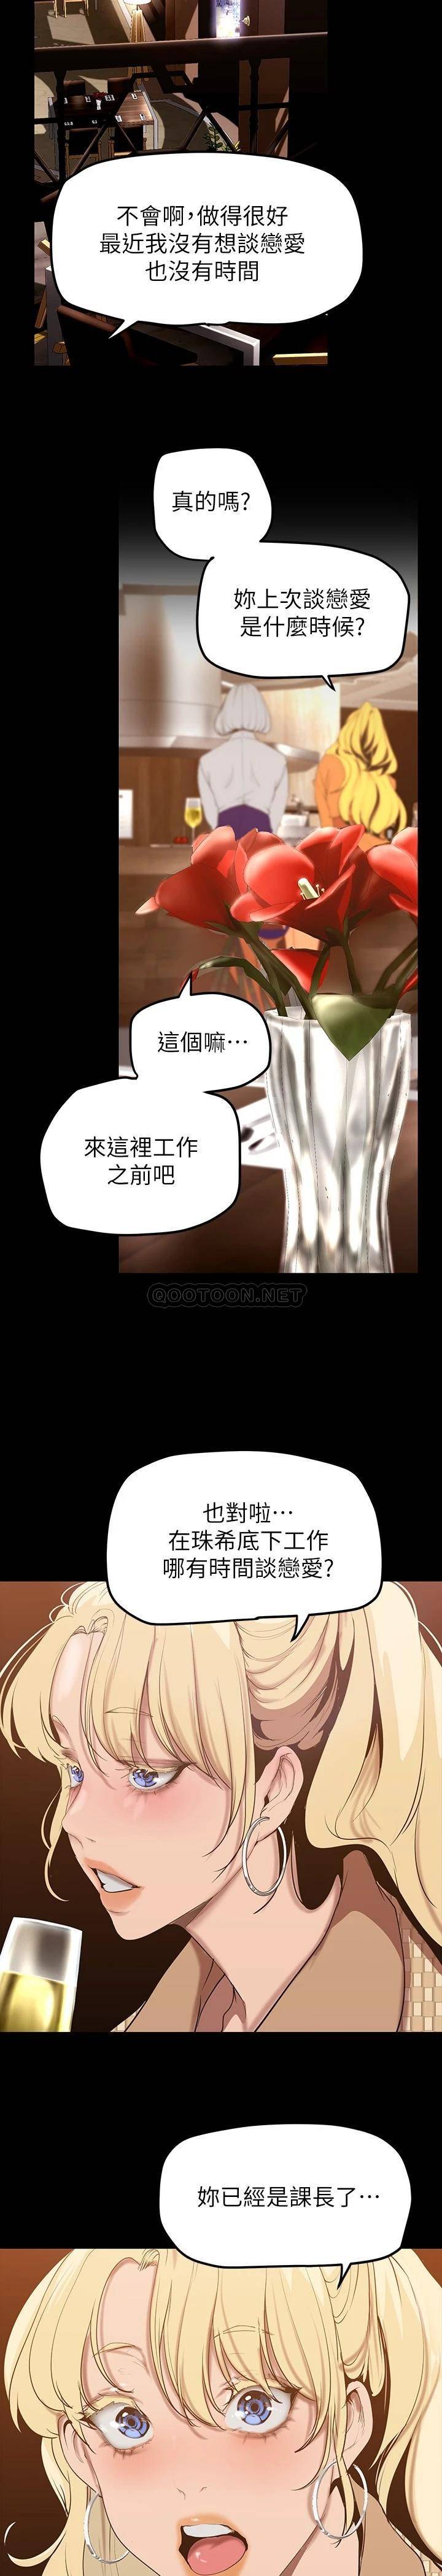 不會啊,做得很好
最近我沒有想談戀愛
也沒有時間
真的嗎?
妳上次談戀愛
是什麼時候?
這個嘛…
來這裡工作
之前吧
QOOTOON.NET
也對啦…
在珠希底下工作
哪有時間談戀愛?
妳已經是課長了…